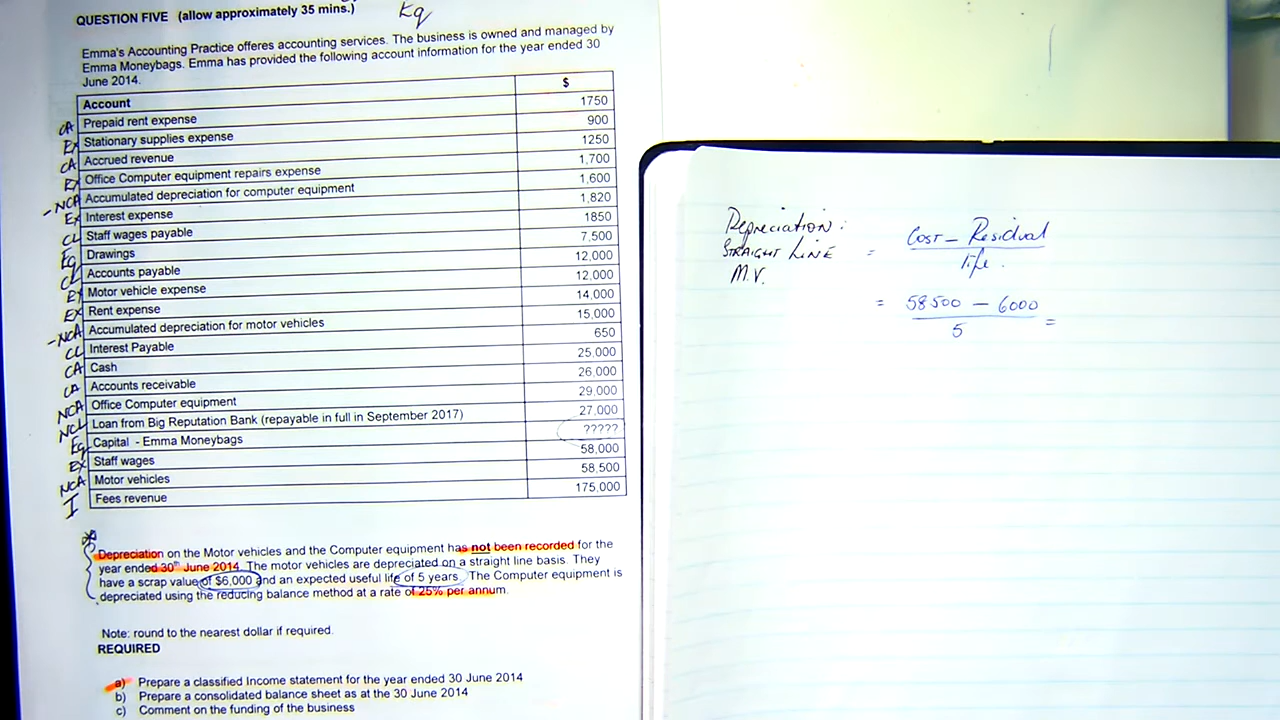 QUESTION FIVE (allow approximately 35 mins.)
Emma's Accounting Practice offeres accounting services. The business is owned and managed by
Emma Moneybags. Emma has provided the following account information for the year ended 30
June 2014.
Account $
CA Prepaid rent expense 1750
Ex Stationary supplies expense 900
CA Accrued revenue 1250
Ex Office Computer equipment repairs expense 1,700
-NCA Accumulated depreciation for computer equipment 1,600
Ex Interest expense 1,820
CL Staff wages payable 1850
Eq Drawings 7,500
CL Accounts payable 12,000
Ex Motor vehicle expense 12,000
Ex Rent expense 14,000
-NCA Accumulated depreciation for motor vehicles 15,000
CL Interest Payable 650
CA Cash 25,000
CA Accounts receivable 26,000
NCA Office Computer equipment 29,000
NCL Loan from Big Reputation Bank (repayable in full in September 2017) 27,000
Eq Capital - Emma Moneybags ?????
Ex Staff wages 58,000
NCA Motor vehicles 58,500
I Fees revenue 175,000
Depreciation on the Motor vehicles and the Computer equipment has not been recorded for the
year ended 30th June 2014. The motor vehicles are depreciated on a straight line basis. They
have a scrap value of $6,000 and an expected useful life of 5 years. The Computer equipment is
depreciated using the reducing balance method at a rate of 25% per annum.
Note: round to the nearest dollar if required.
REQUIRED
a) Prepare a classified Income statement for the year ended 30 June 2014
b) Prepare a consolidated balance sheet as at the 30 June 2014
c) Comment on the funding of the business
Depreciation:
STRAIGHT LINE = Cost - Residual
life.
M.V.
= 58500 - 6000
5 =